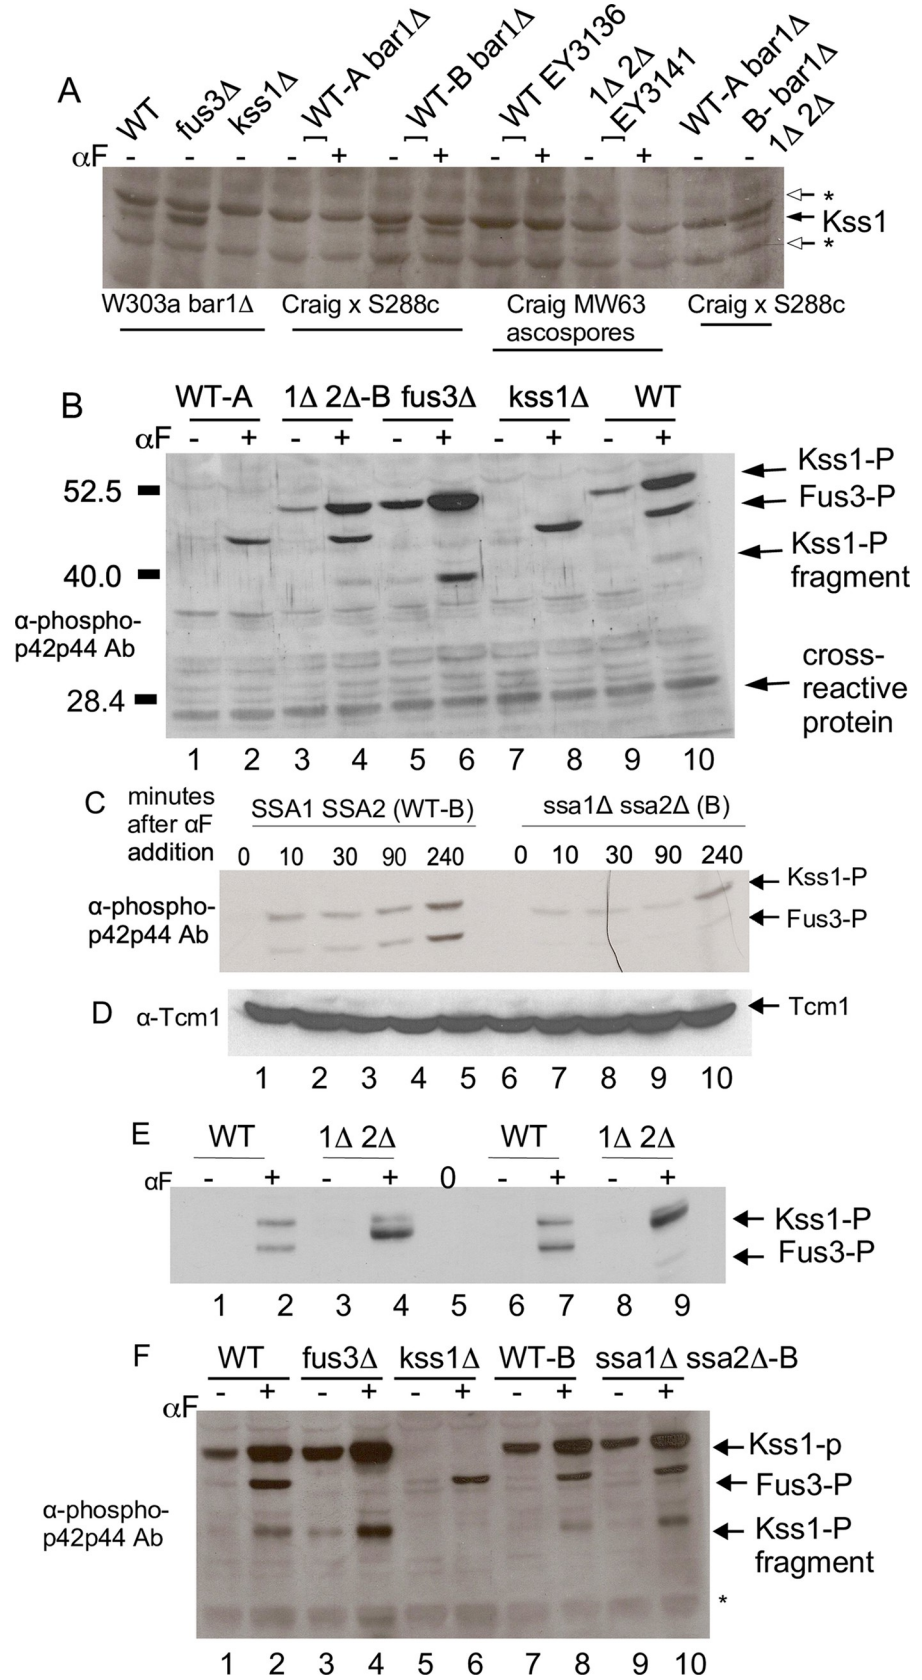 A
WT
fus3Δ
kss1Δ
WT-A bar1Δ
WT-B bar1Δ
WT EY3136
1Δ 2Δ
EY3141
WT-A bar1Δ
B- bar1Δ
1Δ 2Δ
αF - - - - + - + - + - + - -
*
Kss1
*
W303a bar1Δ Craig x S288c Craig MW63 Craig x S288c
ascospores
B
WT-A 1Δ 2Δ-B fus3Δ kss1Δ WT
αF - + - + - + - + - +
Kss1-P
52.5
Fus3-P
Kss1-P
fragment
40.0
α-phospho-
p42p44 Ab
cross-
reactive
protein
28.4
1 2 3 4 5 6 7 8 9 10
C
minutes
after αF
addition
SSA1 SSA2 (WT-B) ssa1Δ ssa2Δ (B)
0 10 30 90 240 0 10 30 90 240
Kss1-P
α-phospho-
p42p44 Ab
Fus3-P
D
α-Tcm1
Tcm1
1 2 3 4 5 6 7 8 9 10
E
WT 1Δ 2Δ WT 1Δ 2Δ
αF - + - + 0 - + - +
Kss1-P
Fus3-P
1 2 3 4 5 6 7 8 9
F
WT fus3Δ kss1Δ WT-B ssa1Δ ssa2Δ-B
αF - + - + - + - + - +
Kss1-p
Fus3-P
α-phospho-
p42p44 Ab
Kss1-P
fragment
*
1 2 3 4 5 6 7 8 9 10